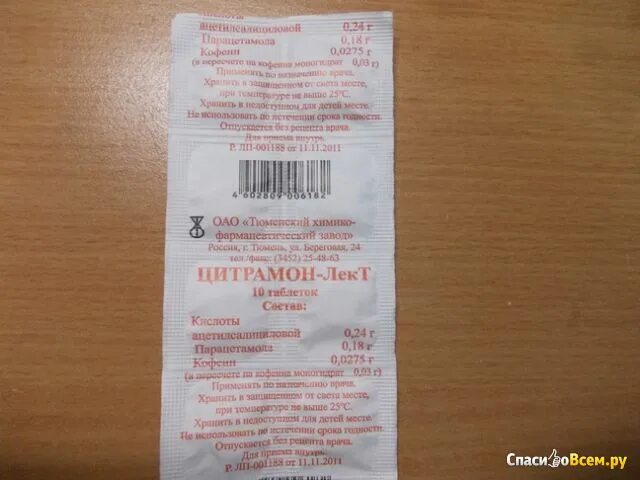 Кислоты
ацетилсалициловой 0,24 г
Парацетамола 0,18 г
Кофеин 0,0275 г
(в пересчете на кофеина моногидрат 0,03 г)
Применять по назначению врача.
Хранить в защищенном от света месте,
при температуре не выше 25°С.
Хранить в недоступном для детей месте.
Не использовать по истечении срока годности.
Отпускается без рецепта врача.
Для приема внутрь.
Р. ЛП-001188 от 11.11.2011
4 602809 006182
ОАО «Тюменский химико-
фармацевтический завод»
Россия, г. Тюмень, ул. Береговая, 24
тел./факс: (3452) 25-48-63
ЦИТРАМОН-ЛекТ
10 таблеток
Состав:
Кислоты
ацетилсалициловой 0,24 г
Парацетамола 0,18 г
Кофеин 0,0275 г
(в пересчете на кофеина моногидрат 0,03 г)
Применять по назначению врача.
Хранить в защищенном от света месте,
при температуре не выше 25°С.
Хранить в недоступном для детей месте.
Не использовать по истечении срока годности.
Отпускается без рецепта врача.
Для приема внутрь.
Р. ЛП-001188 от 11.11.2011
СпасибоВсем.ру